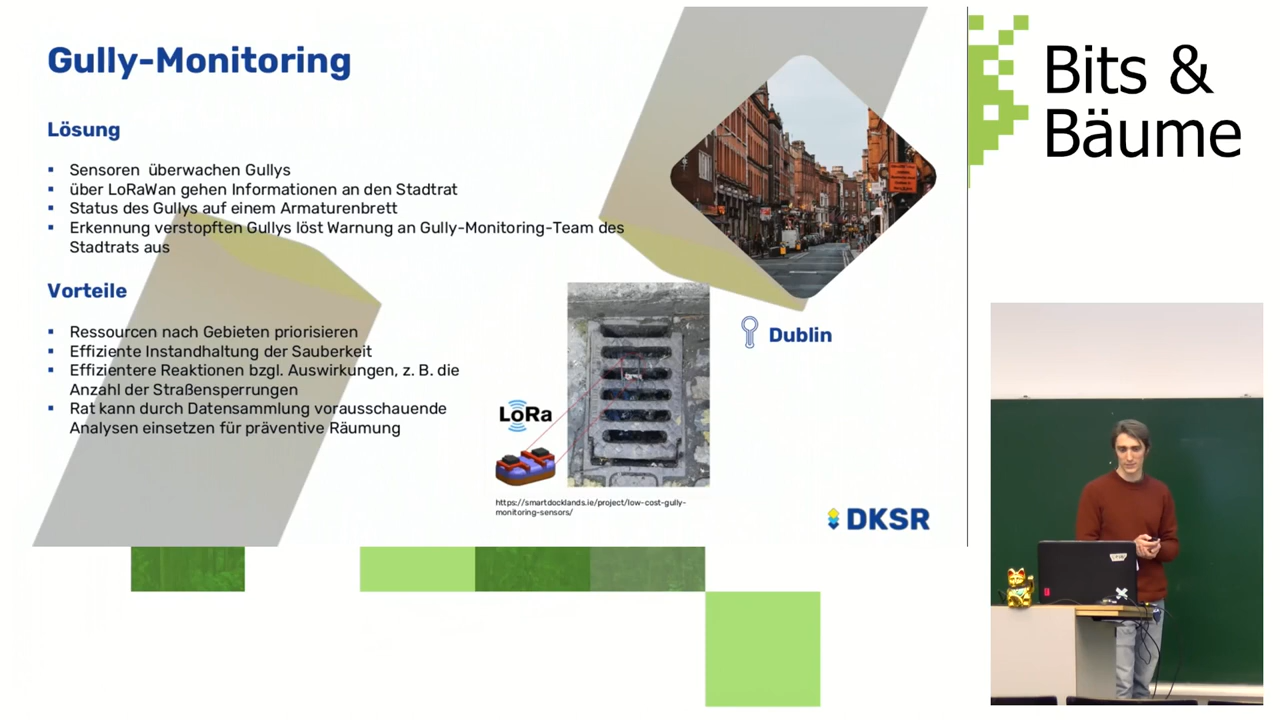 Gully-Monitoring
Lösung
▪ Sensoren überwachen Gullys
▪ über LoRaWan gehen Informationen an den Stadtrat
▪ Status des Gullys auf einem Armaturenbrett
▪ Erkennung verstopften Gullys löst Warnung an Gully-Monitoring-Team des
Stadtrats aus
Vorteile
▪ Ressourcen nach Gebieten priorisieren
▪ Effiziente Instandhaltung der Sauberkeit
▪ Effizientere Reaktionen bzgl. Auswirkungen, z. B. die
Anzahl der Straßensperrungen
▪ Rat kann durch Datensammlung vorausschauende
Analysen einsetzen für präventive Räumung
LoRa
https://smartdocklands.ie/project/low-cost-gully-
monitoring-sensors/
Dublin
DKSR
Bits &
Bäume